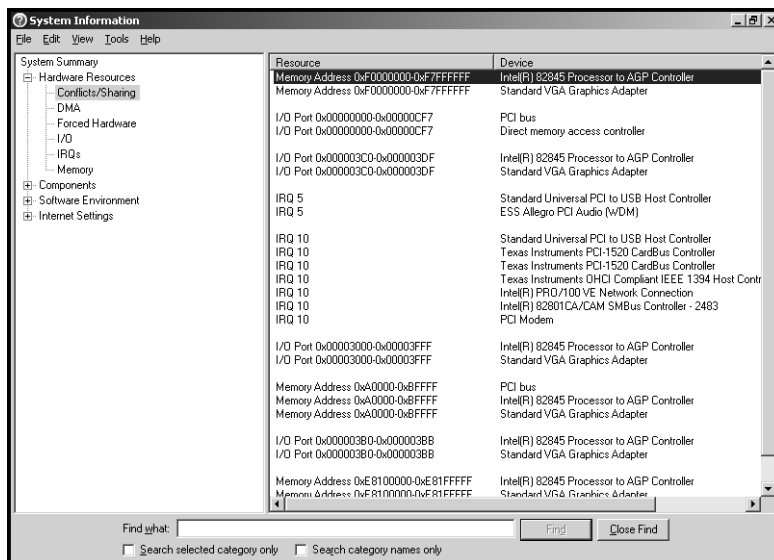 System Information
File Edit View Tools Help
System Summary
Hardware Resources
Conflicts/Sharing
DMA
Forced Hardware
I/O
IRQs
Memory
Components
Software Environment
Internet Settings
Resource Device
Memory Address 0xF0000000-0xF7FFFFFF Intel(R) 82845 Processor to AGP Controller
Memory Address 0xF0000000-0xF7FFFFFF Standard VGA Graphics Adapter
I/O Port 0x00000000-0x00000CF7 PCI bus
I/O Port 0x00000000-0x00000CF7 Direct memory access controller
I/O Port 0x000003C0-0x000003DF Intel(R) 82845 Processor to AGP Controller
I/O Port 0x000003C0-0x000003DF Standard VGA Graphics Adapter
IRQ 5 Standard Universal PCI to USB Host Controller
IRQ 5 ESS Allegro PCI Audio (WDM)
IRQ 10 Standard Universal PCI to USB Host Controller
IRQ 10 Texas Instruments PCI-1520 CardBus Controller
IRQ 10 Texas Instruments PCI-1520 CardBus Controller
IRQ 10 Texas Instruments OHCI Compliant IEEE 1394 Host Contr
IRQ 10 Intel(R) PRO/100 VE Network Connection
IRQ 10 Intel(R) 82801CA/CAM SMBus Controller - 2483
IRQ 10 PCI Modem
I/O Port 0x00003000-0x00003FFF Intel(R) 82845 Processor to AGP Controller
I/O Port 0x00003000-0x00003FFF Standard VGA Graphics Adapter
Memory Address 0xA0000-0xBFFFF PCI bus
Memory Address 0xA0000-0xBFFFF Intel(R) 82845 Processor to AGP Controller
Memory Address 0xA0000-0xBFFFF Standard VGA Graphics Adapter
I/O Port 0x000003B0-0x000003BB Intel(R) 82845 Processor to AGP Controller
I/O Port 0x000003B0-0x000003BB Standard VGA Graphics Adapter
Memory Address 0xE8100000-0xE81FFFFF Intel(R) 82845 Processor to AGP Controller
Memory Address 0xE8100000-0xE81FFFFF Standard VGA Graphics Adapter
Find what: Find Close Find
Search selected category only Search category names only